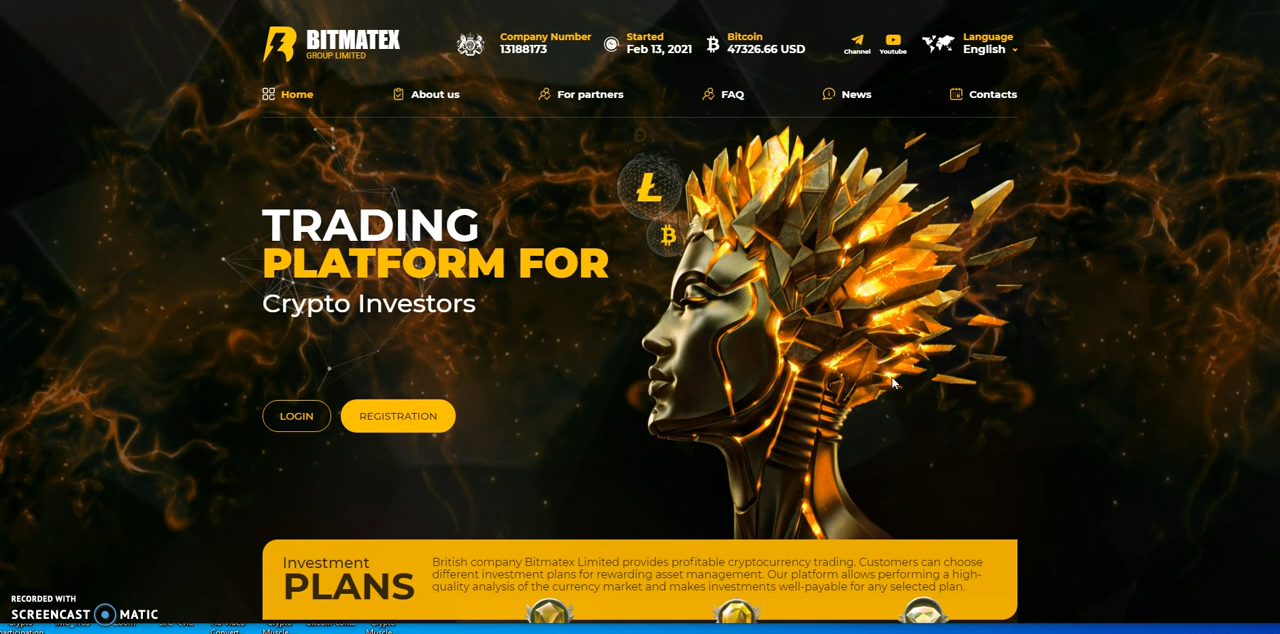 BITMATEX
GROUP LIMITED
Company Number
13188173
Started
Feb 13, 2021
Bitcoin
47326.66 USD
Channel
Youtube
Language
English
Home
About us
For partners
FAQ
News
Contacts
TRADING
PLATFORM FOR
Crypto Investors
LOGIN
REGISTRATION
Investment
PLANS
British company Bitmatex Limited provides profitable cryptocurrency trading. Customers can choose
different investment plans for rewarding asset management. Our platform allows performing a high-
quality analysis of the currency market and makes investments well-payable for any selected plan.
RECORDED WITH
SCREENCAST MATIC